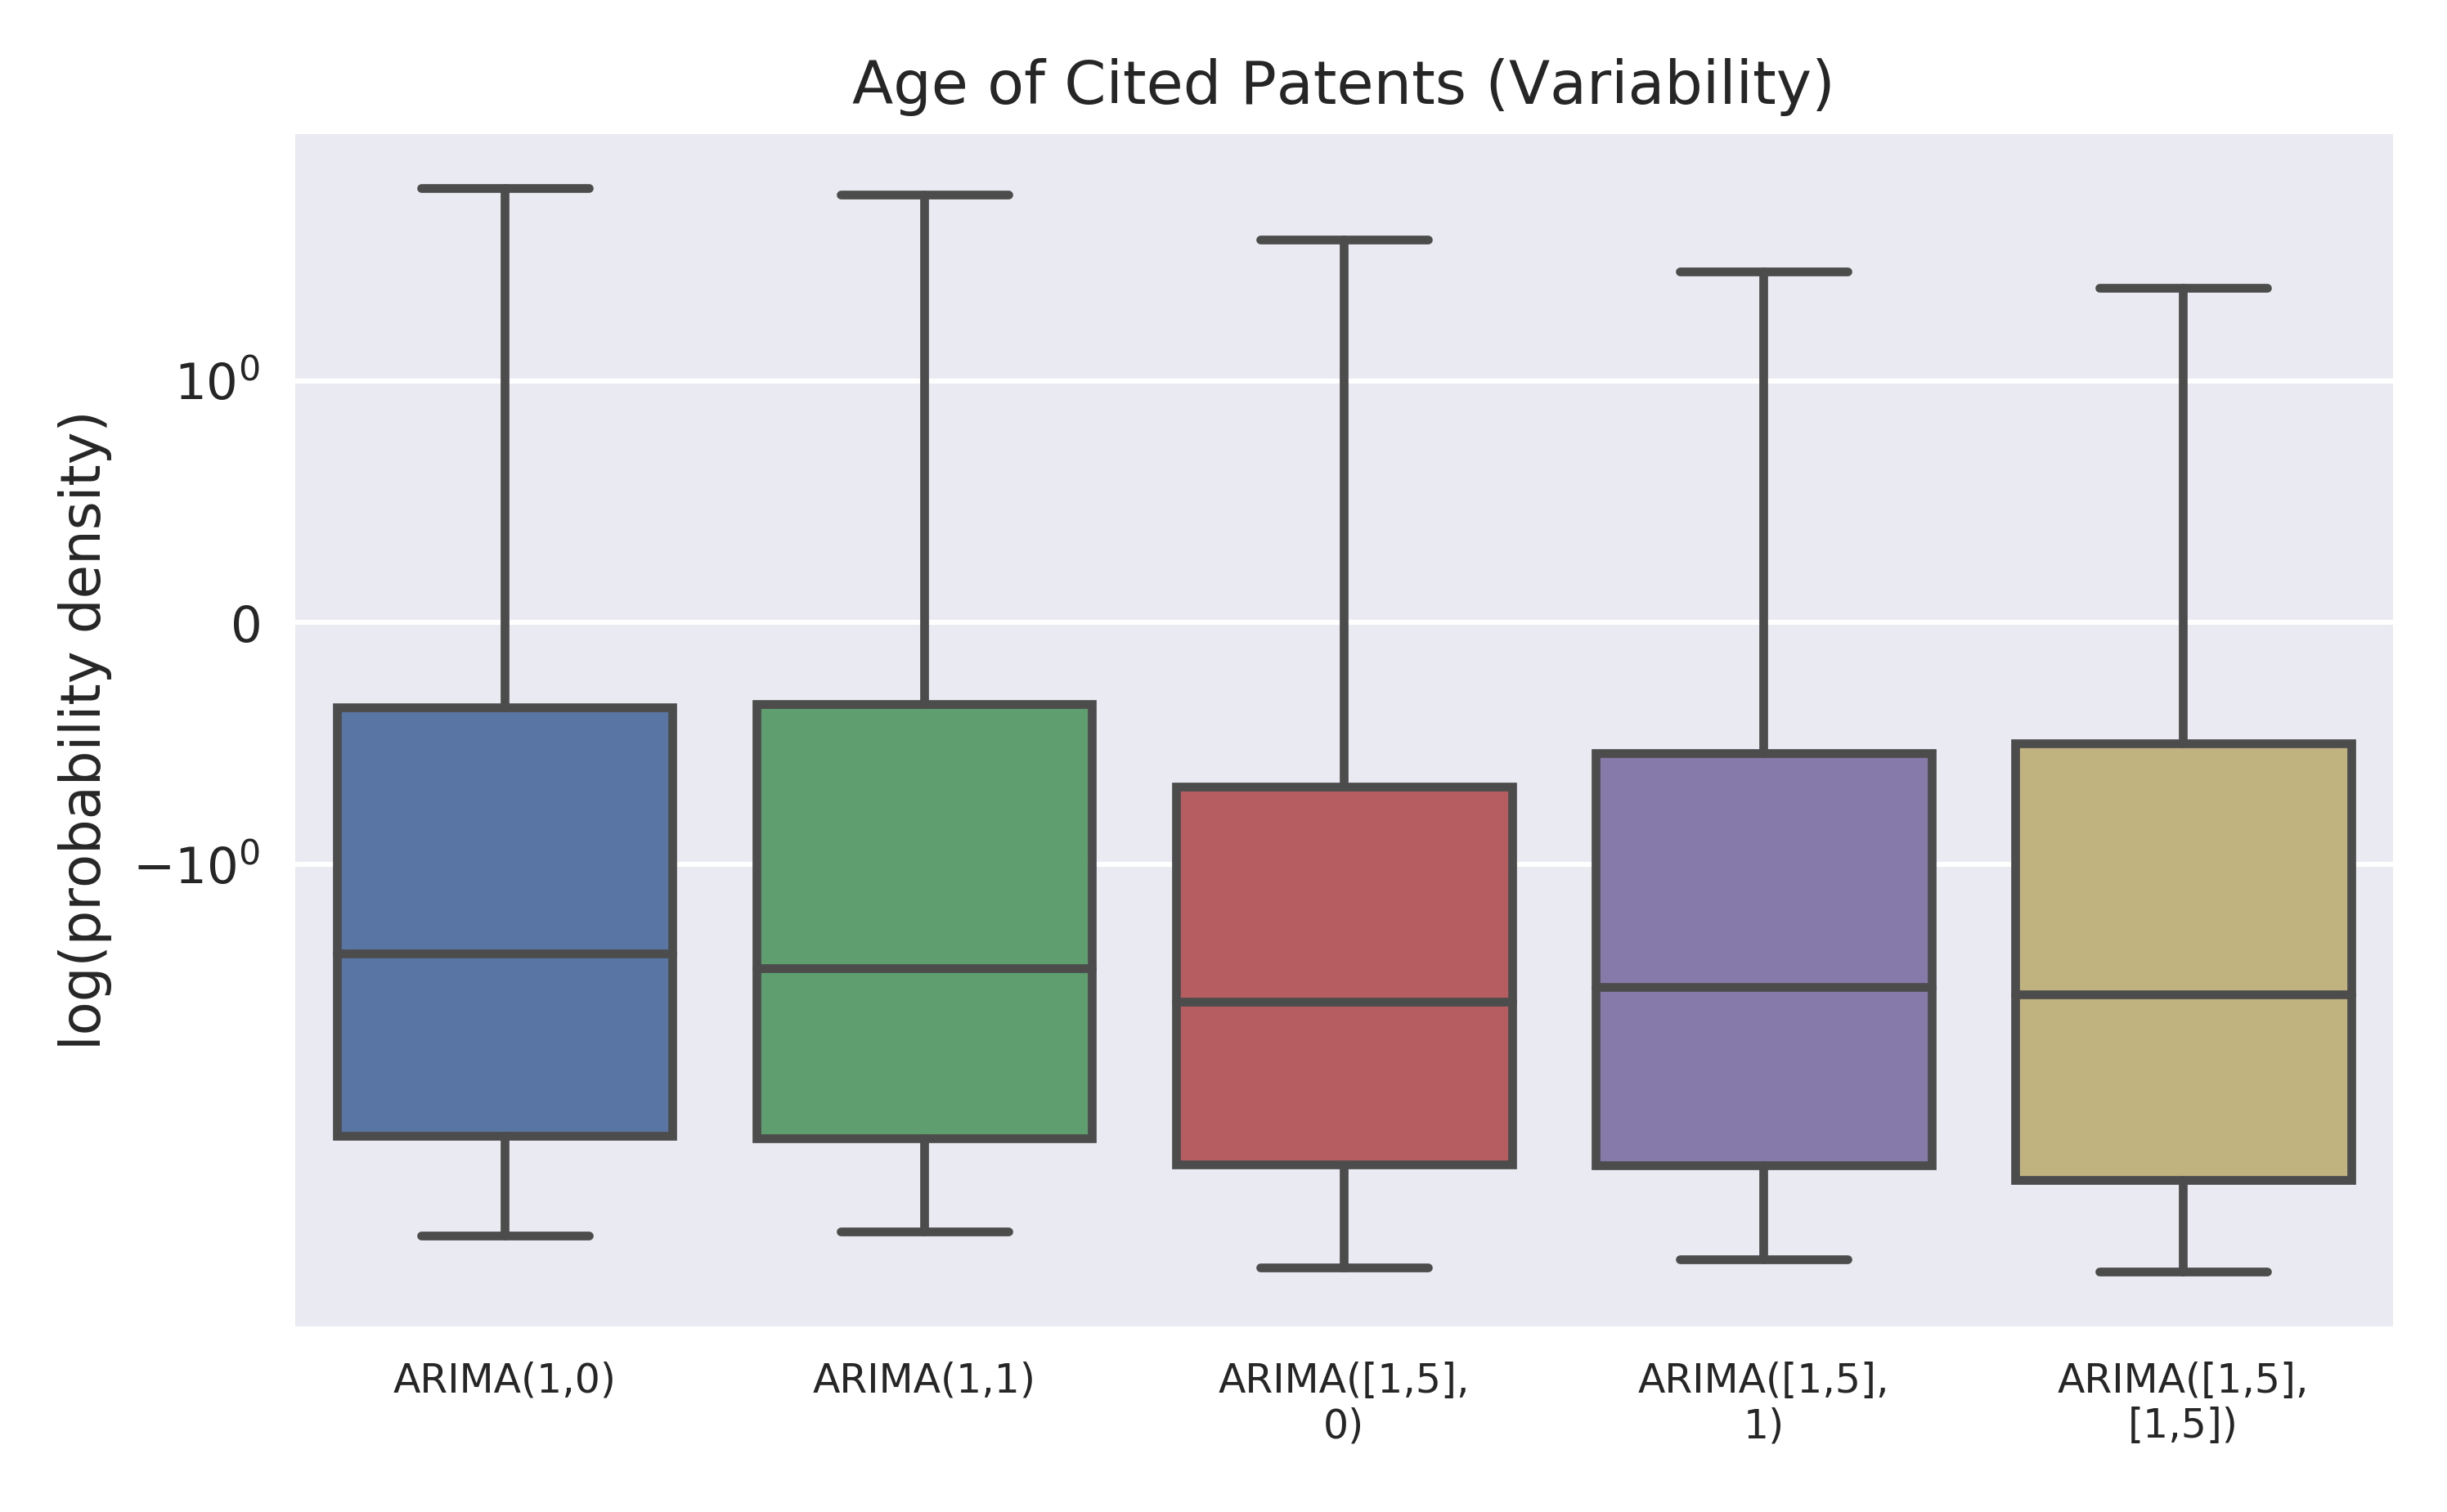 Age of Cited Patents (Variability)
log(probability density)
10⁰
0
−10⁰
ARIMA(1,0)
ARIMA(1,1)
ARIMA([1,5],
0)
ARIMA([1,5],
1)
ARIMA([1,5],
[1,5])